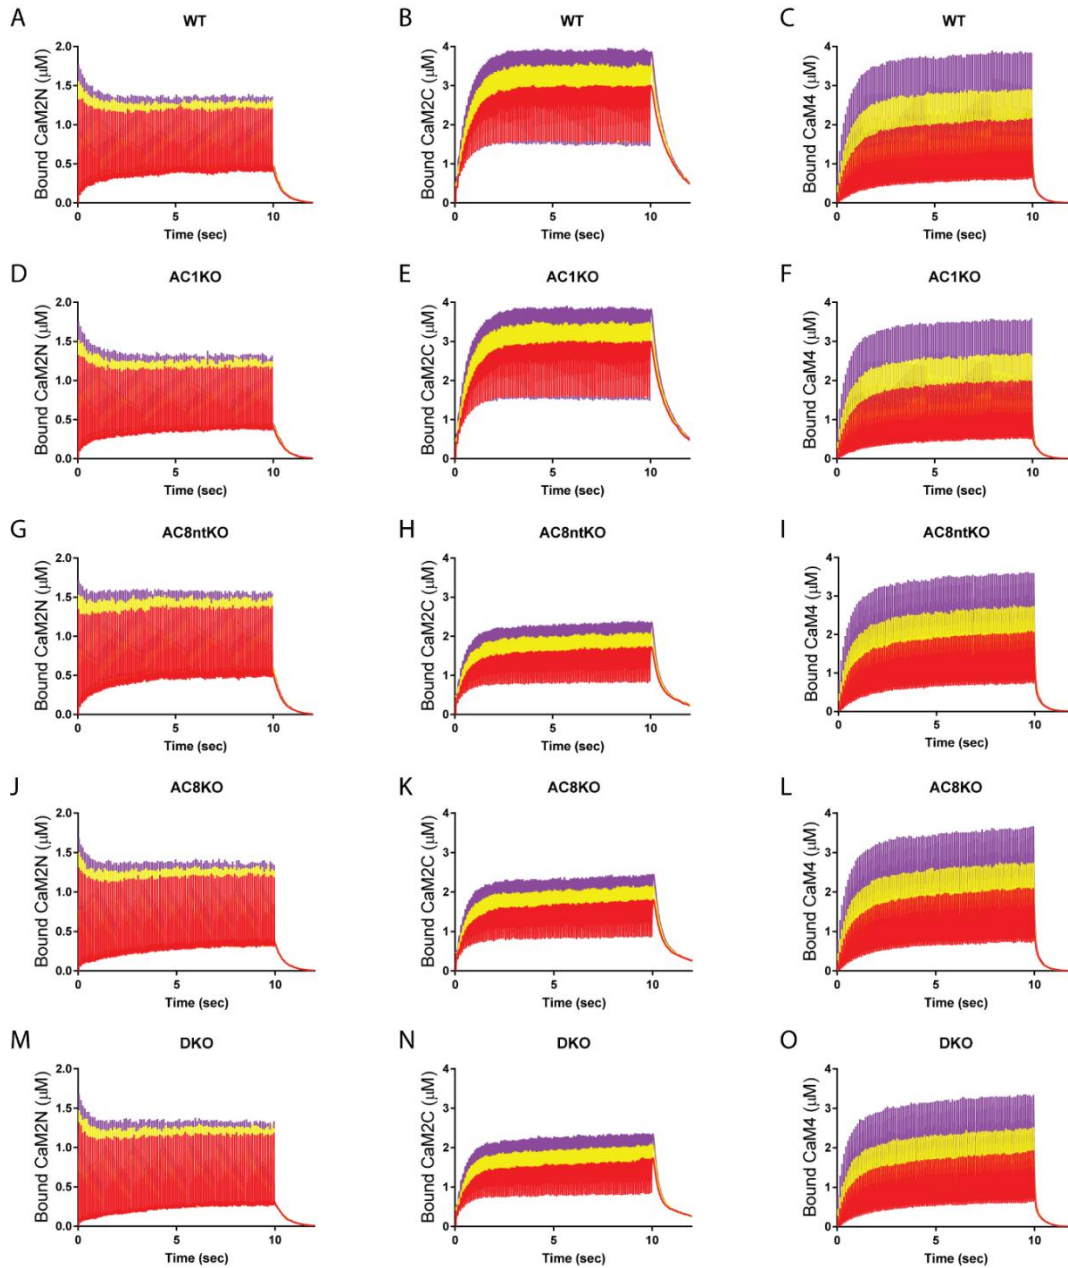 A WT
Bound CaM2N (μM)
2.0
1.5
1.0
0.5
0.0
0 5 10
Time (sec)
B WT
Bound CaM2C (μM)
4
3
2
1
0
0 5 10
Time (sec)
C WT
Bound CaM4 (μM)
4
3
2
1
0
0 5 10
Time (sec)
D AC1KO
Bound CaM2N (μM)
2.0
1.5
1.0
0.5
0.0
0 5 10
Time (sec)
E AC1KO
Bound CaM2C (μM)
4
3
2
1
0
0 5 10
Time (sec)
F AC1KO
Bound CaM4 (μM)
4
3
2
1
0
0 5 10
Time (sec)
G AC8ntKO
Bound CaM2N (μM)
2.0
1.5
1.0
0.5
0.0
0 5 10
Time (sec)
H AC8ntKO
Bound CaM2C (μM)
4
3
2
1
0
0 5 10
Time (sec)
I AC8ntKO
Bound CaM4 (μM)
4
3
2
1
0
0 5 10
Time (sec)
J AC8KO
Bound CaM2N (μM)
2.0
1.5
1.0
0.5
0.0
0 5 10
Time (sec)
K AC8KO
Bound CaM2C (μM)
4
3
2
1
0
0 5 10
Time (sec)
L AC8KO
Bound CaM4 (μM)
4
3
2
1
0
0 5 10
Time (sec)
M DKO
Bound CaM2N (μM)
2.0
1.5
1.0
0.5
0.0
0 5 10
Time (sec)
N DKO
Bound CaM2C (μM)
4
3
2
1
0
0 5 10
Time (sec)
O DKO
Bound CaM4 (μM)
4
3
2
1
0
0 5 10
Time (sec)